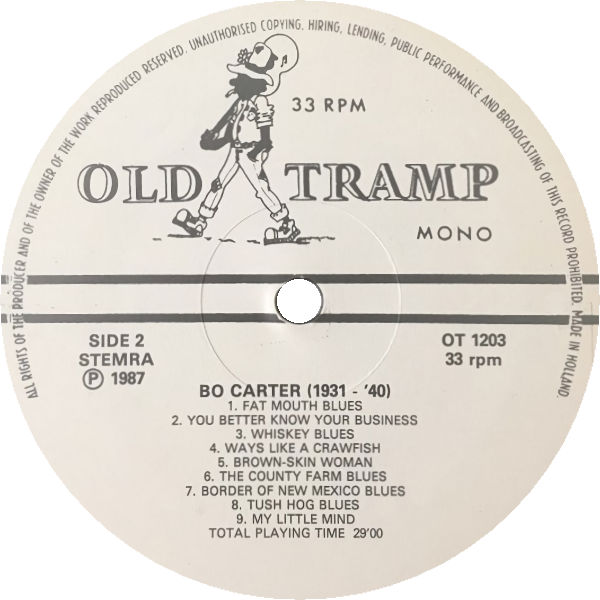 ALL RIGHTS OF THE PRODUCER AND OF THE OWNER OF THE WORK REPRODUCED RESERVED. UNAUTHORISED COPYING, HIRING, LENDING, PUBLIC PERFORMANCE AND BROADCASTING OF THIS RECORD PROHIBITED. MADE IN HOLLAND.
33 RPM
OLD TRAMP
MONO
SIDE 2
STEMRA
Ⓟ 1987
OT 1203
33 rpm
BO CARTER (1931 - '40)
1. FAT MOUTH BLUES
2. YOU BETTER KNOW YOUR BUSINESS
3. WHISKEY BLUES
4. WAYS LIKE A CRAWFISH
5. BROWN-SKIN WOMAN
6. THE COUNTY FARM BLUES
7. BORDER OF NEW MEXICO BLUES
8. TUSH HOG BLUES
9. MY LITTLE MIND
TOTAL PLAYING TIME 29'00